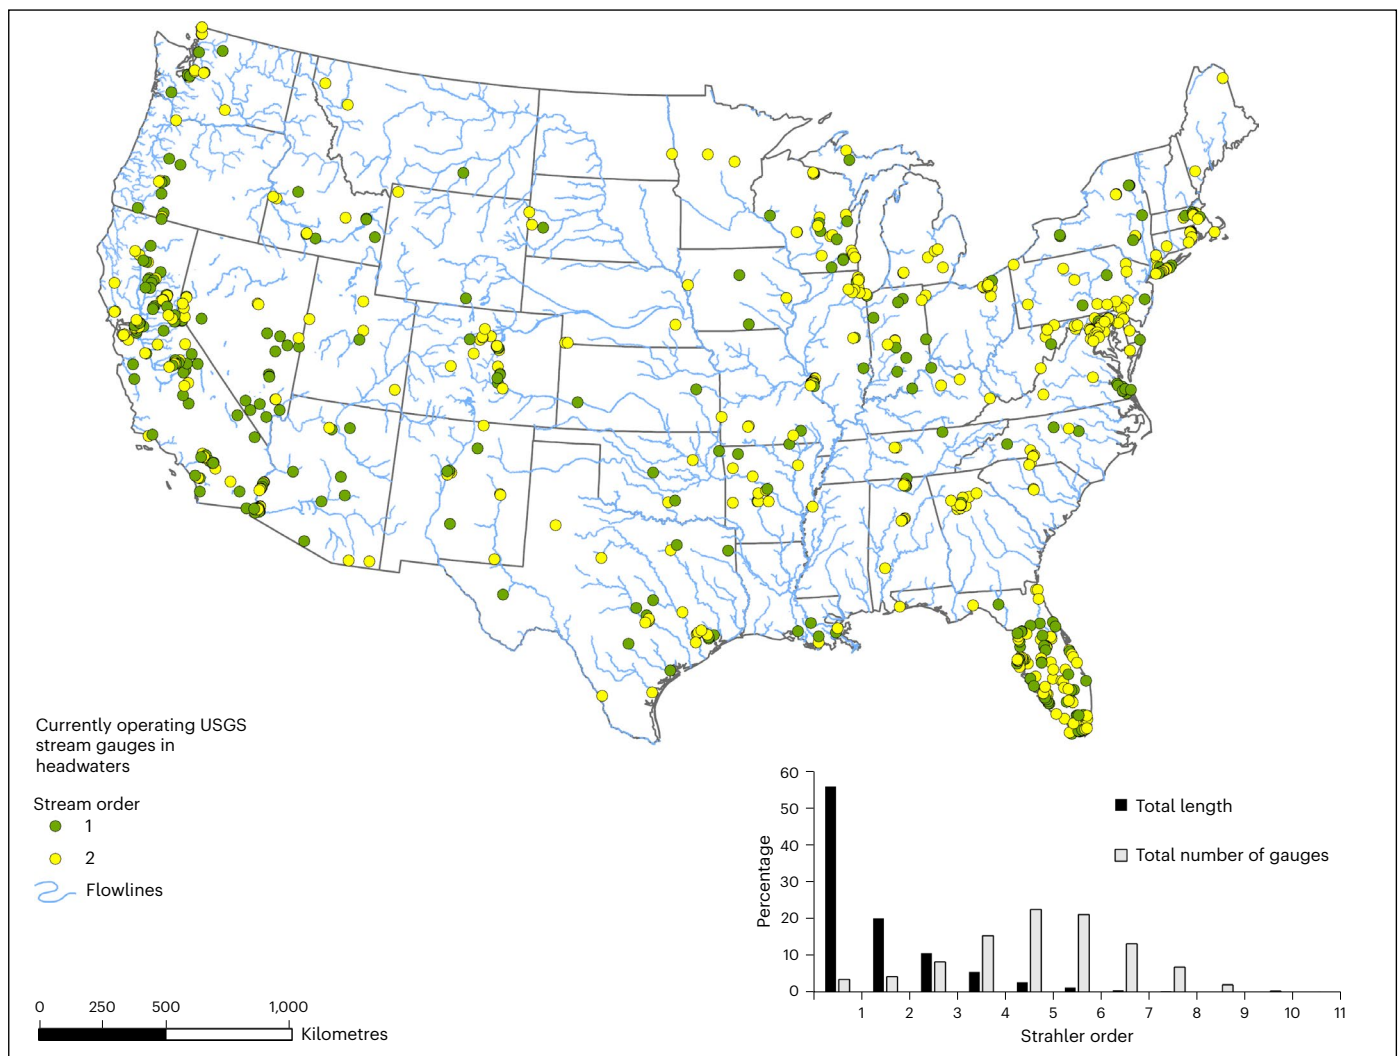 Currently operating USGS
stream gauges in
headwaters
Stream order
1
2
Flowlines
0 250 500 1,000
Kilometres
60
50
40
30
20
10
0
Percentage
Total length
Total number of gauges
1 2 3 4 5 6 7 8 9 10 11
Strahler order